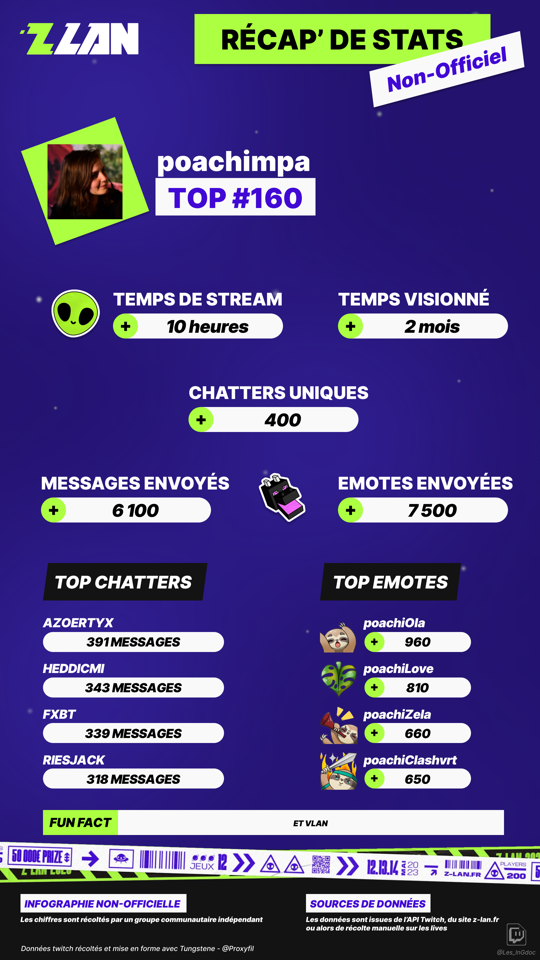 Z LAN
RÉCAP' DE STATS
Non-Officiel
poachimpa
TOP #160
TEMPS DE STREAM
+ 10 heures
TEMPS VISIONNÉ
+ 2 mois
CHATTERS UNIQUES
+ 400
MESSAGES ENVOYÉS
+ 6 100
EMOTES ENVOYÉES
+ 7 500
TOP CHATTERS
AZOERTYX
391 MESSAGES
HEDDICMI
343 MESSAGES
FXBT
339 MESSAGES
RIESJACK
318 MESSAGES
TOP EMOTES
poachiOla
+ 960
poachiLove
+ 810
poachiZela
+ 660
poachiClashvrt
+ 650
FUN FACT
ET VLAN
50 000€ PRIZE
JEUX 12
12.13.14 MAI 2023
Z-LAN.FR
PLAYERS 200
INFOGRAPHIE NON-OFFICIELLE
Les chiffres sont récoltés par un groupe communautaire indépendant
SOURCES DE DONNÉES
Les données sont issues de l'API Twitch, du site z-lan.fr
ou alors de récolte manuelle sur les lives
Données twitch récoltés et mise en forme avec Tungstene - @Proxyfil
@Les_InGdoc